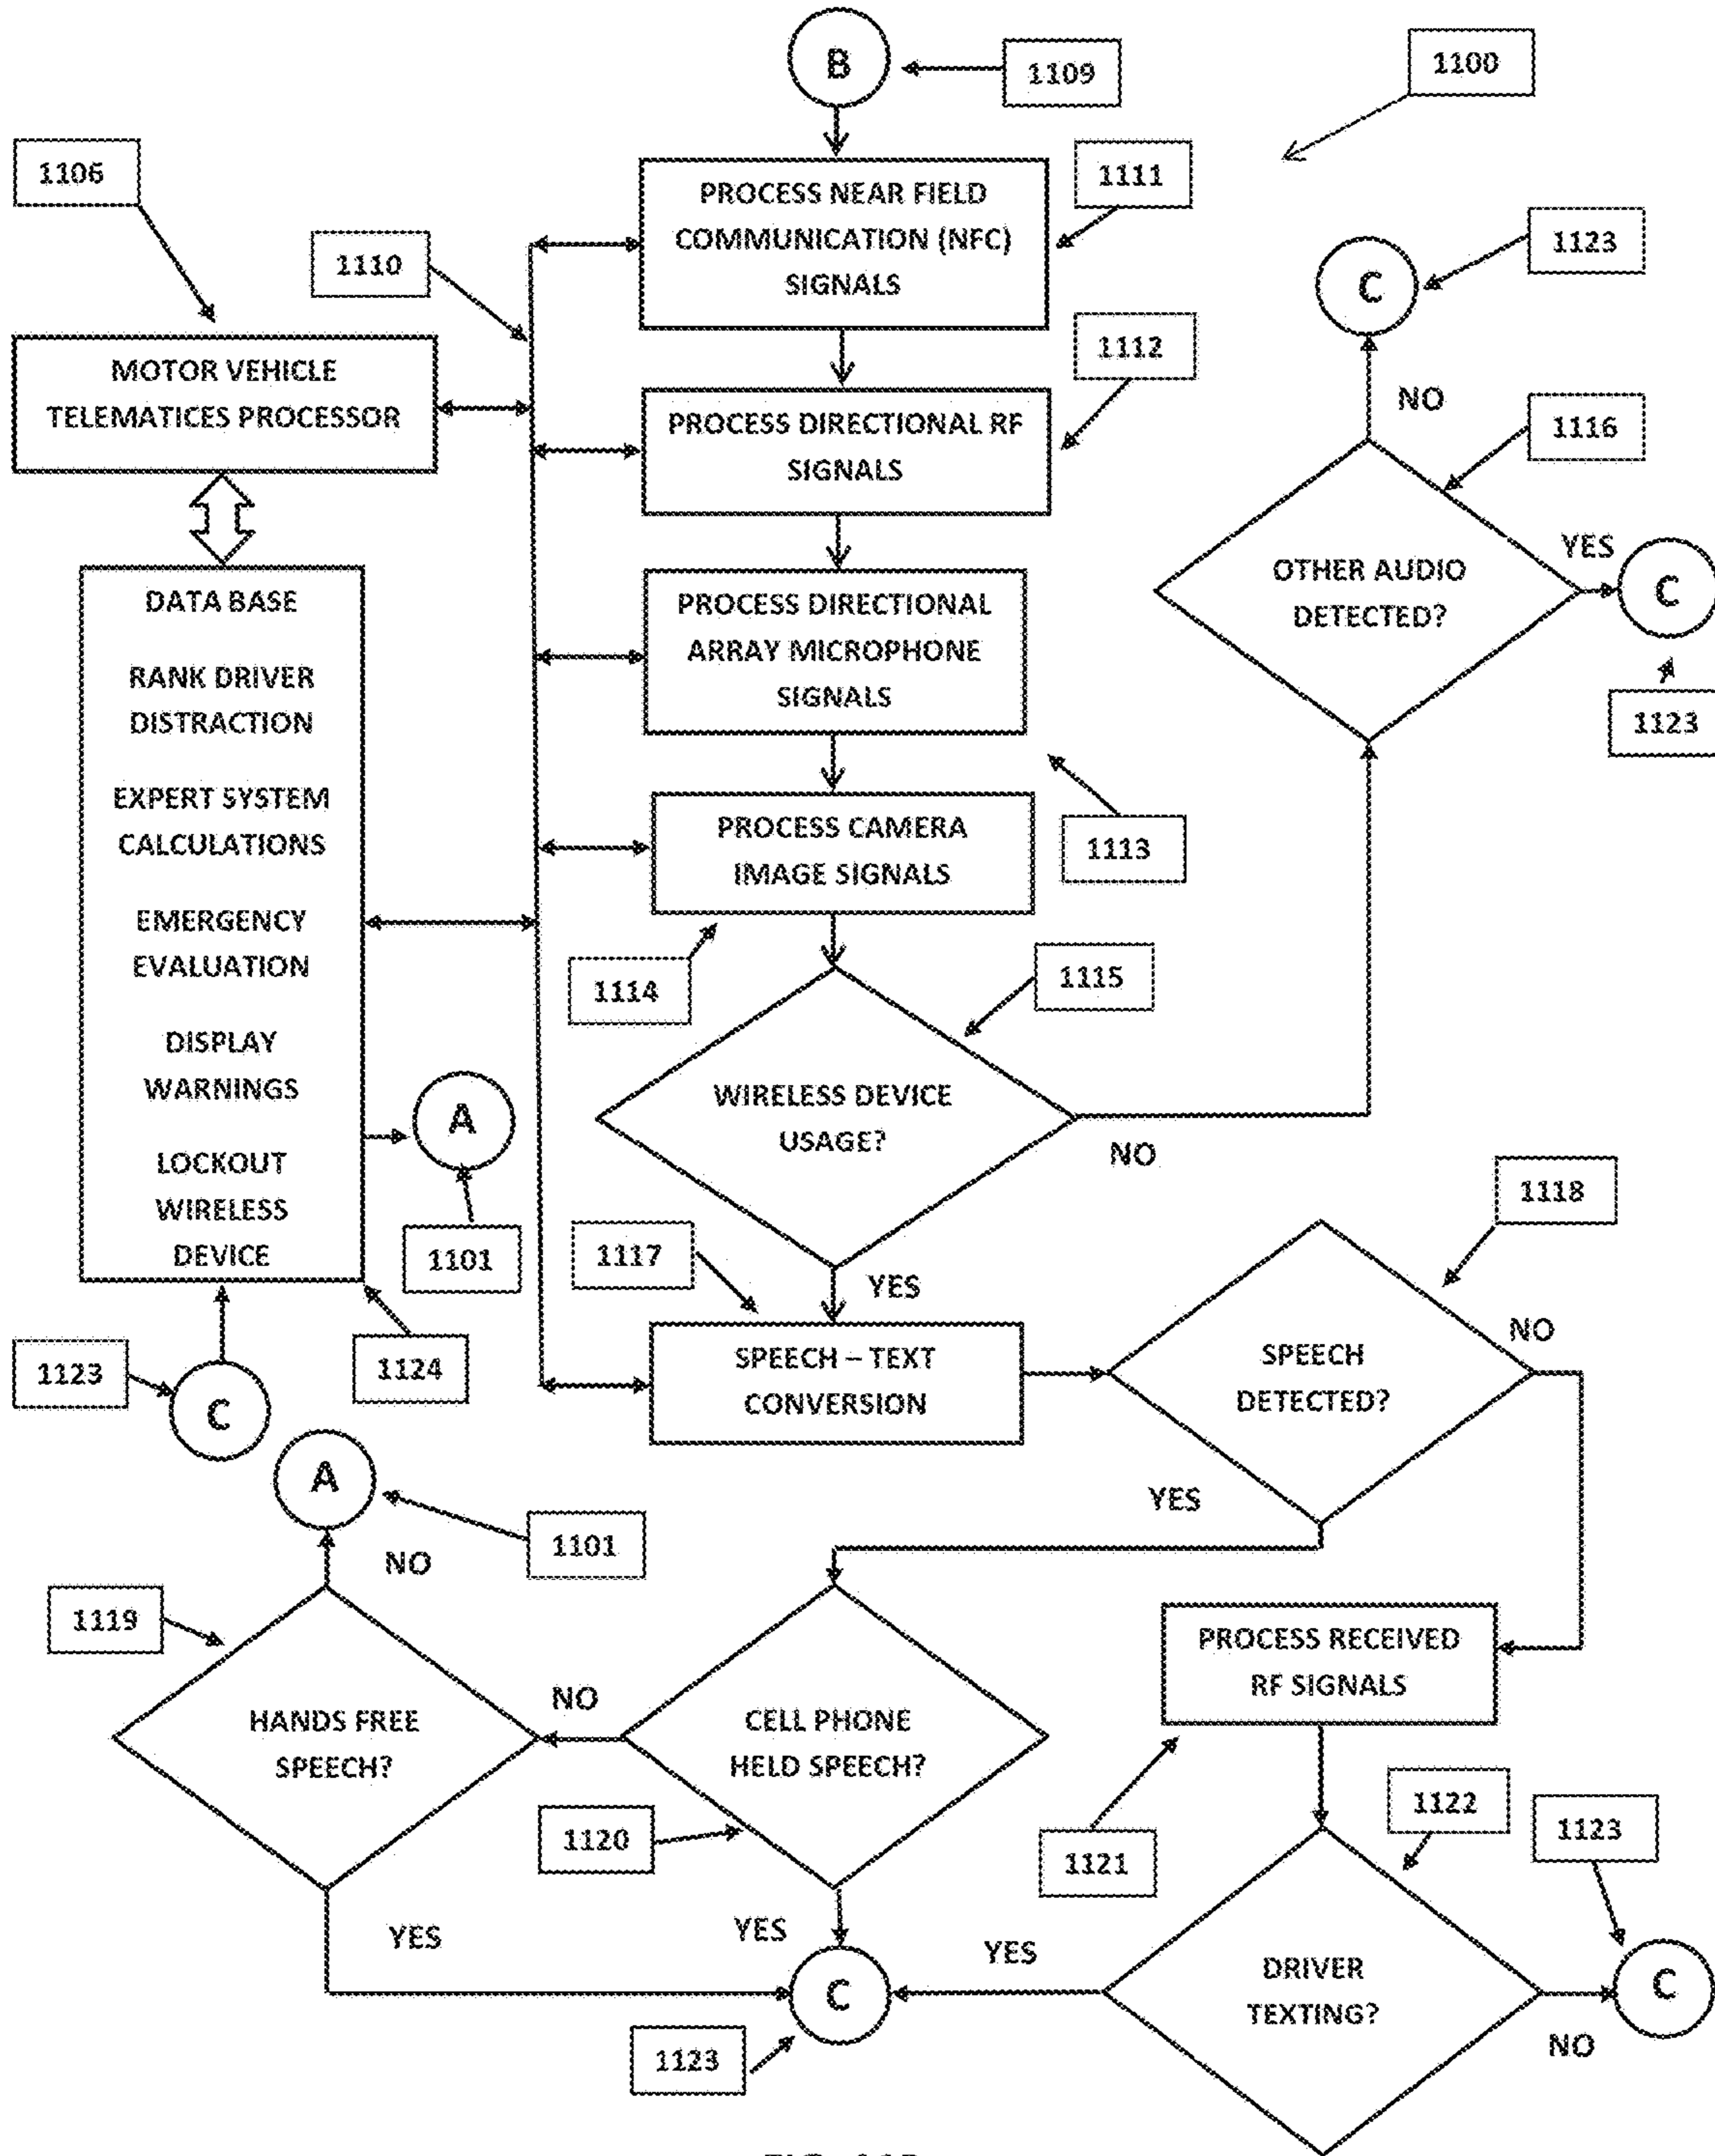 B
1109
1100
1106
1110
PROCESS NEAR FIELD
COMMUNICATION (NFC)
SIGNALS
1111
C
1123
MOTOR VEHICLE
TELEMATICES PROCESSOR
PROCESS DIRECTIONAL RF
SIGNALS
1112
NO
1116
OTHER AUDIO
DETECTED?
YES
C
1123
DATA BASE
RANK DRIVER
DISTRACTION
EXPERT SYSTEM
CALCULATIONS
EMERGENCY
EVALUATION
DISPLAY
WARNINGS
LOCKOUT
WIRELESS
DEVICE
PROCESS DIRECTIONAL
ARRAY MICROPHONE
SIGNALS
1113
PROCESS CAMERA
IMAGE SIGNALS
1114
1115
WIRELESS DEVICE
USAGE?
NO
A
1101
1117
YES
1118
1123
C
1124
SPEECH – TEXT
CONVERSION
SPEECH
DETECTED?
NO
YES
A
1101
NO
1119
HANDS FREE
SPEECH?
NO
CELL PHONE
HELD SPEECH?
PROCESS RECEIVED
RF SIGNALS
1120
1121
1122
1123
YES
YES
C
1123
YES
DRIVER
TEXTING?
NO
C